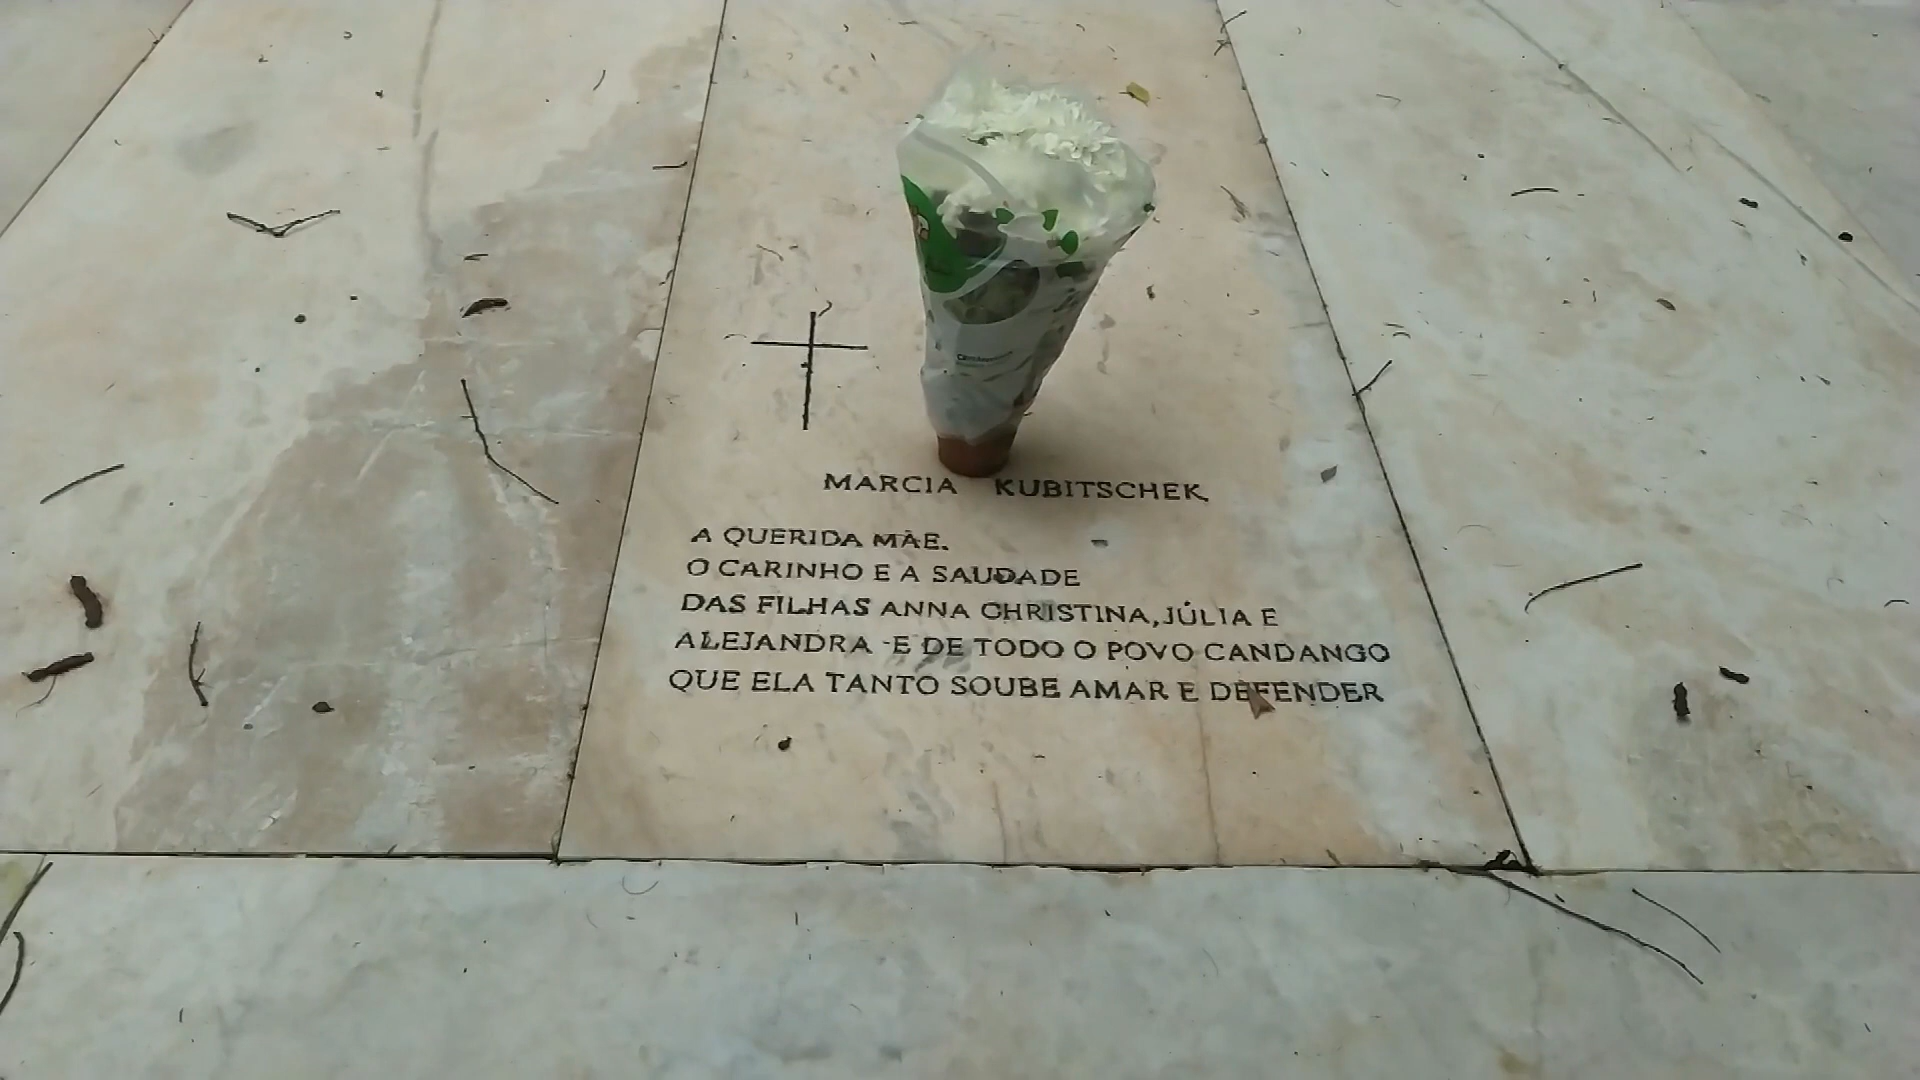 MARCIA KUBITSCHEK
A QUERIDA MÃE.
O CARINHO E A SAUDADE
DAS FILHAS ANNA CHRISTINA, JÚLIA E
ALEJANDRA - E DE TODO O POVO CANDANGO
QUE ELA TANTO SOUBE AMAR E DEFENDER